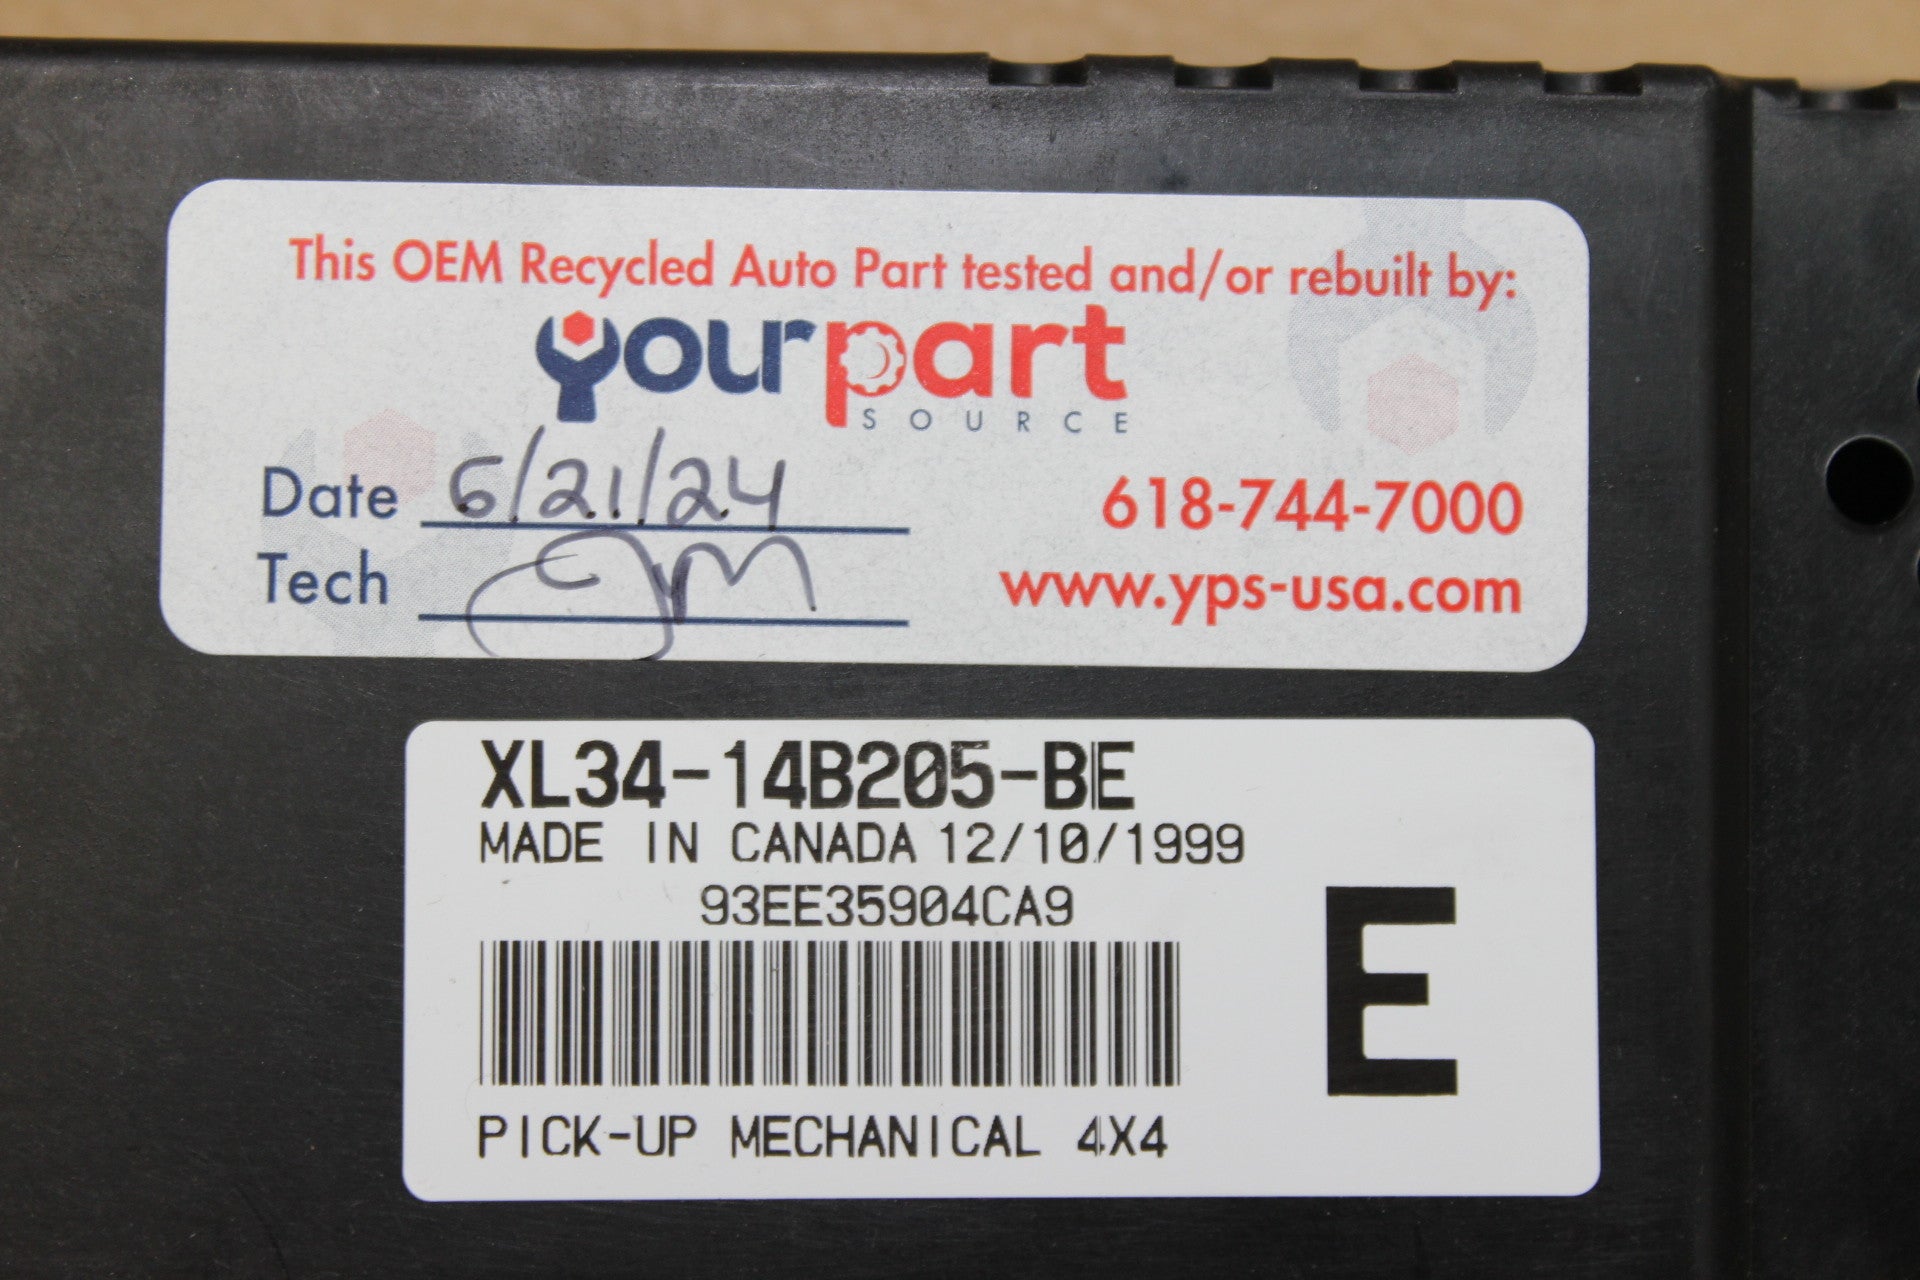 This OEM Recycled Auto Part tested and/or rebuilt by:
yourpart
SOURCE
Date 6/21/24
618-744-7000
Tech
www.yps-usa.com
XL34-14B205-BE
MADE IN CANADA 12/10/1999
93EE35904CA9
E
PICK-UP MECHANICAL 4X4